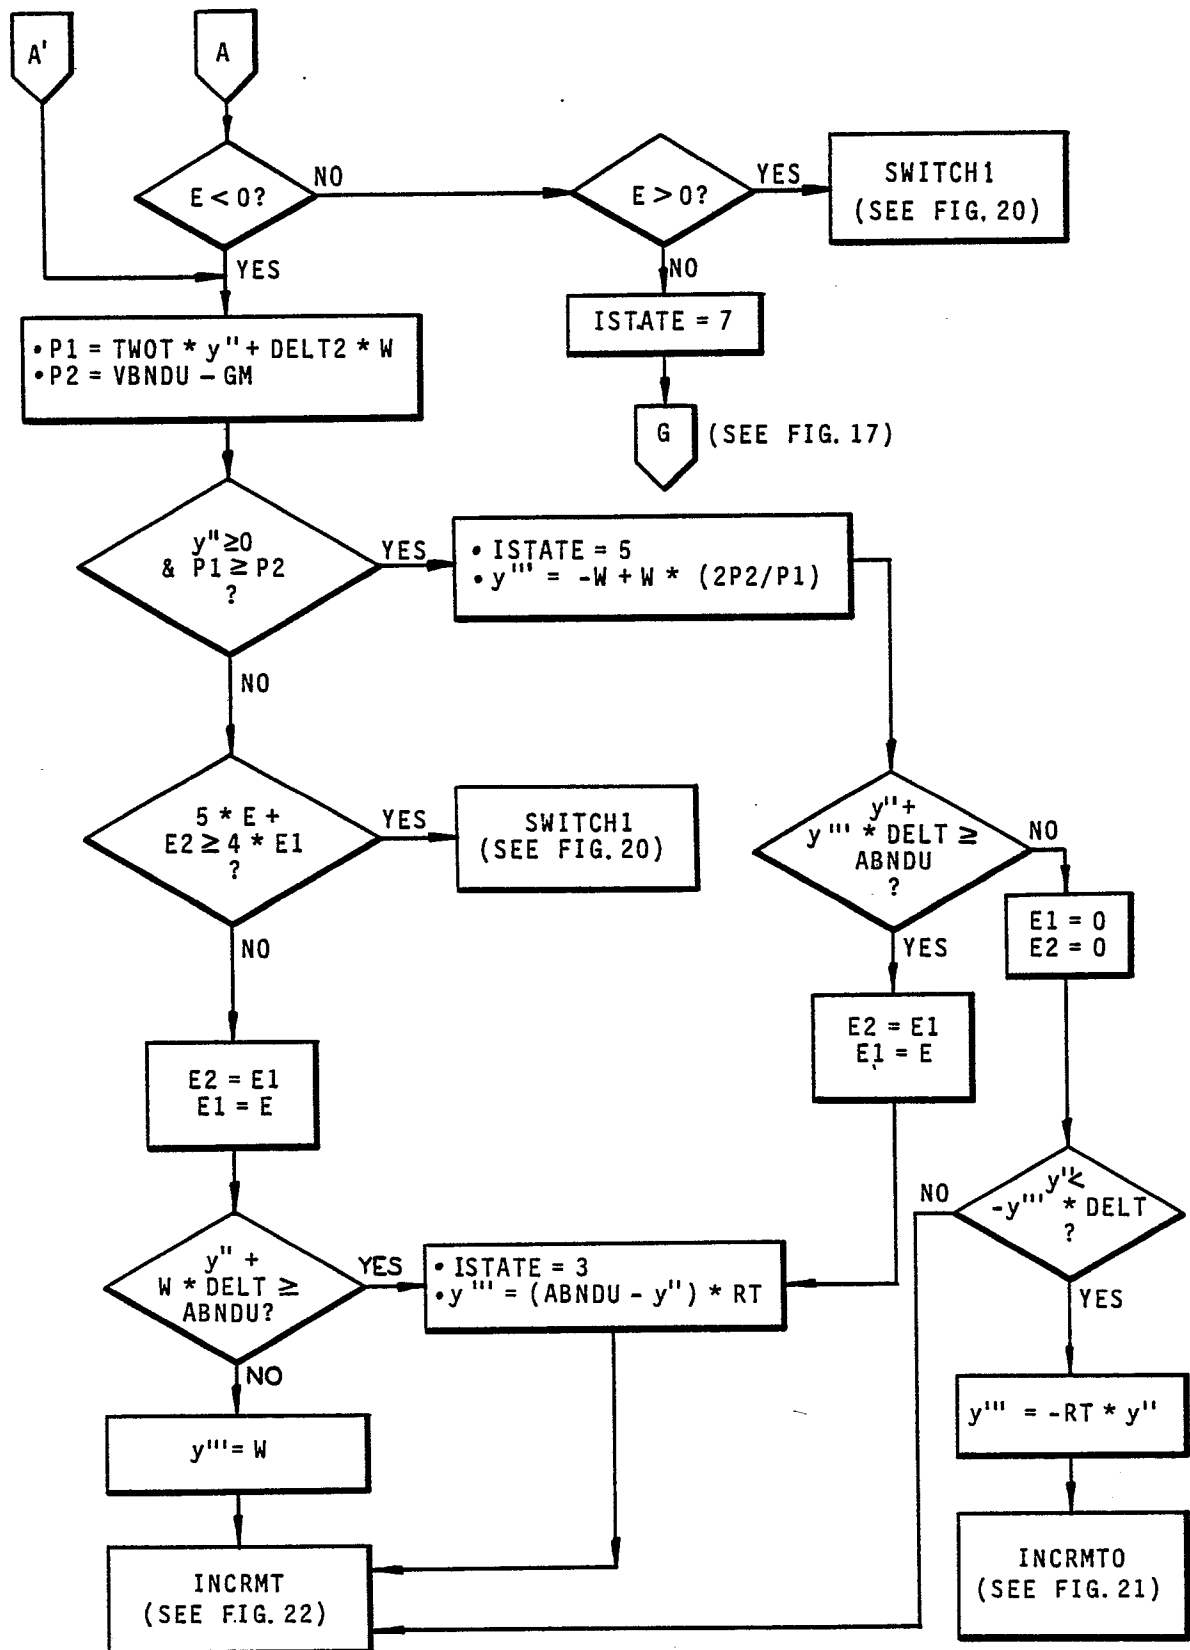 A'
A
E < 0?
NO
E > 0?
YES
SWITCH1
(SEE FIG. 20)
YES
NO
ISTATE = 7
• P1 = TWOT * y'' + DELT2 * W
• P2 = VBNDU – GM
G
(SEE FIG. 17)
y'' ≥ 0
& P1 ≥ P2
?
YES
• ISTATE = 5
• y''' = -W + W * (2P2/P1)
NO
5 * E +
E2 ≥ 4 * E1
?
YES
SWITCH1
(SEE FIG. 20)
y'' +
y''' * DELT ≥
ABNDU
?
NO
E1 = 0
E2 = 0
NO
YES
E2 = E1
E1 = E
E2 = E1
E1 = E
y'' <
-y''' * DELT
?
NO
YES
y'' +
W * DELT ≥
ABNDU?
YES
• ISTATE = 3
• y''' = (ABNDU – y'') * RT
NO
y''' = W
y''' = -RT * y''
INCRMT
(SEE FIG. 22)
INCRMTO
(SEE FIG. 21)